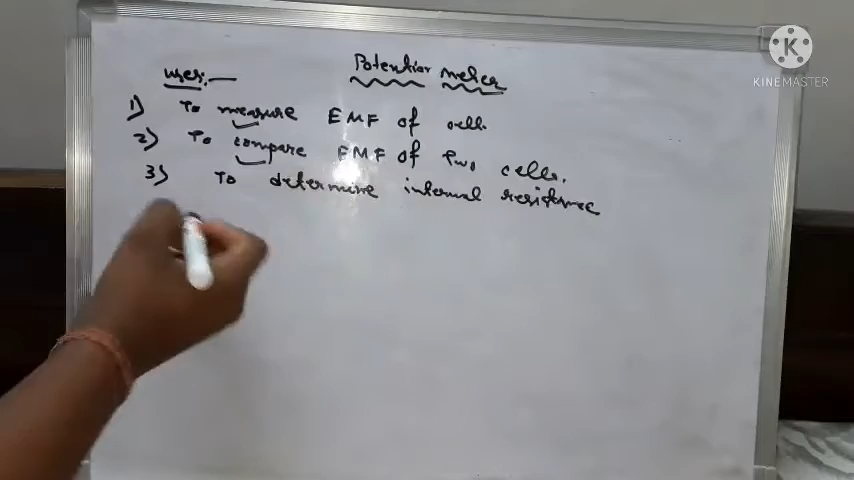 Potentiometer
uses:—
1) To measure EMF of cell.
2) To compare EMF of two cells.
3) To determine internal resistance
KINEMASTER